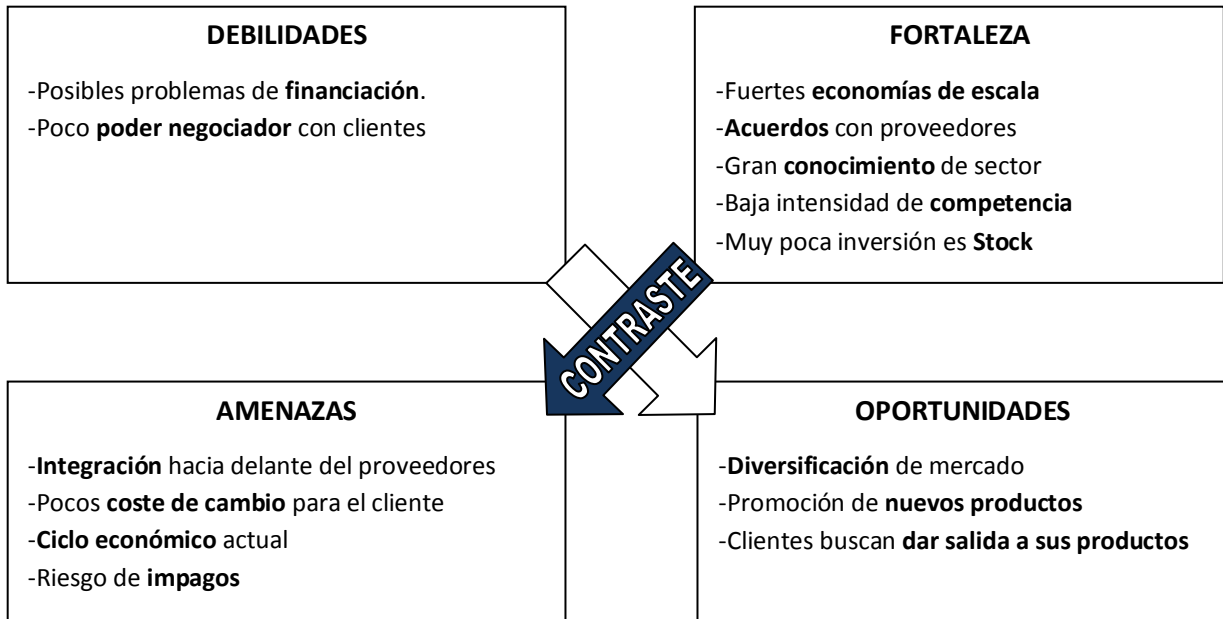 DEBILIDADES
-Posibles problemas de financiación.
-Poco poder negociador con clientes
FORTALEZA
-Fuertes economías de escala
-Acuerdos con proveedores
-Gran conocimiento de sector
-Baja intensidad de competencia
-Muy poca inversión es Stock
CONTRASTE
AMENAZAS
-Integración hacia delante del proveedores
-Pocos coste de cambio para el cliente
-Ciclo económico actual
-Riesgo de impagos
OPORTUNIDADES
-Diversificación de mercado
-Promoción de nuevos productos
-Clientes buscan dar salida a sus productos